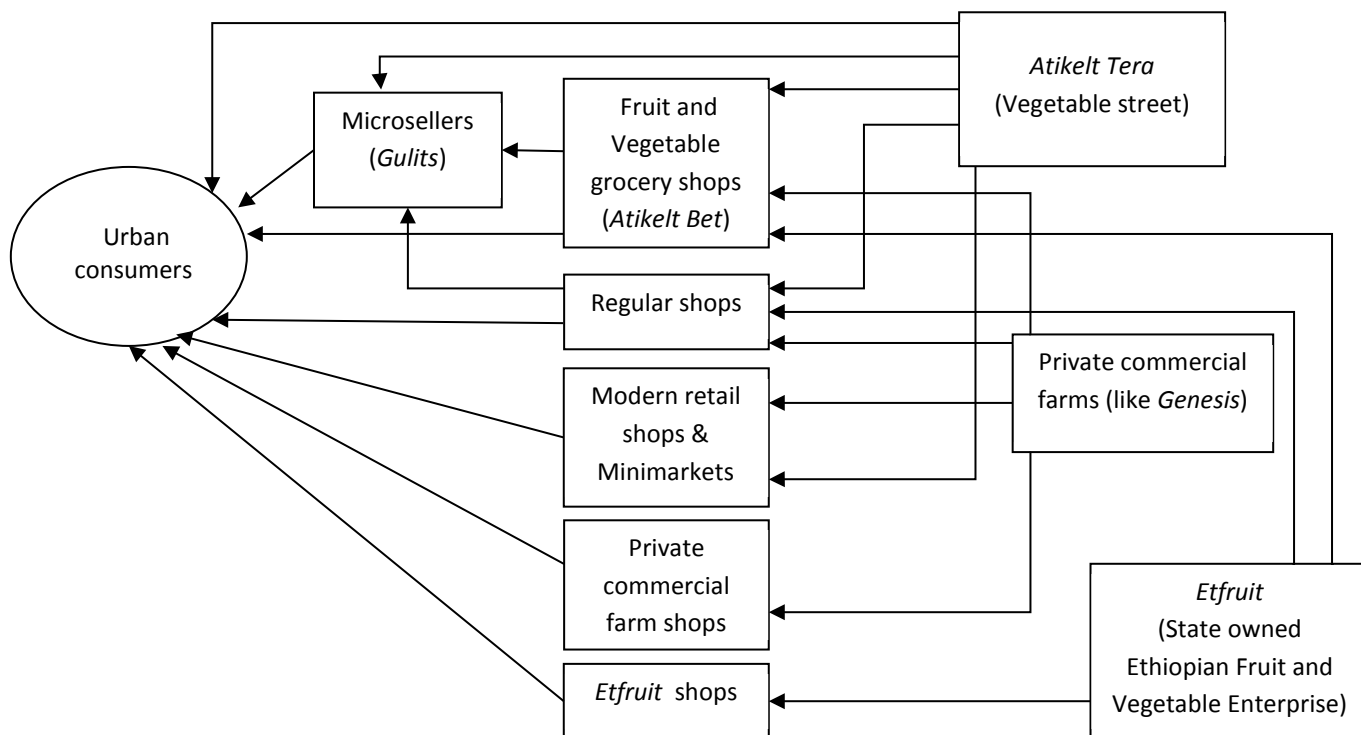 Atikelt Tera
(Vegetable street)
Fruit and
Vegetable
grocery shops
(Atikelt Bet)
Microsellers
(Gulits)
Urban
consumers
Regular shops
Private commercial
farms (like Genesis)
Modern retail
shops &
Minimarkets
Private
commercial
farm shops
Etfruit
(State owned
Ethiopian Fruit and
Vegetable Enterprise)
Etfruit shops